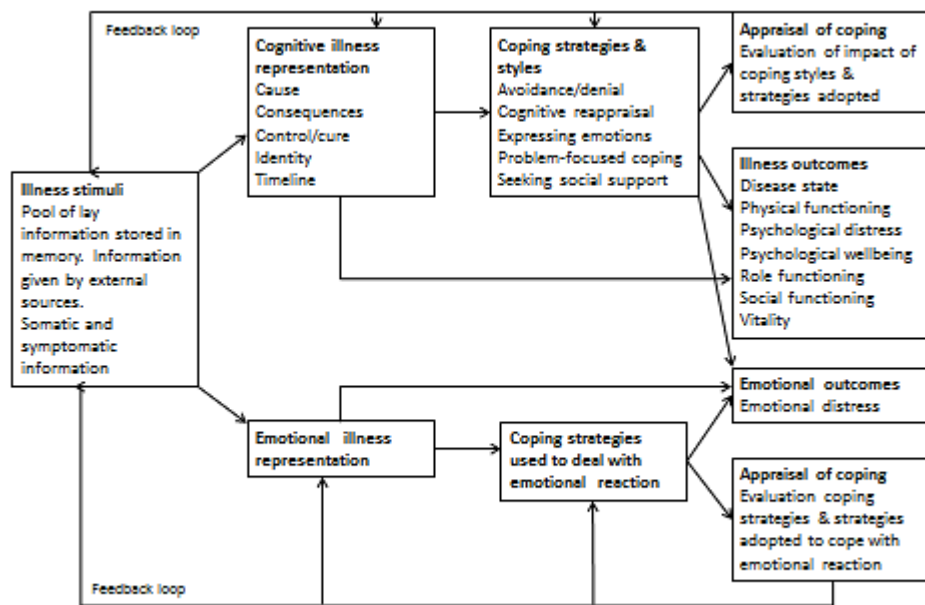 Feedback loop
Cognitive illness
representation
Cause
Consequences
Control/cure
Identity
Timeline
Coping strategies &
styles
Avoidance/denial
Cognitive reappraisal
Expressing emotions
Problem-focused coping
Seeking social support
Appraisal of coping
Evaluation of impact of
coping styles &
strategies adopted
Illness stimuli
Pool of lay
information stored in
memory. Information
given by external
sources.
Somatic and
symptomatic
information
Illness outcomes
Disease state
Physical functioning
Psychological distress
Psychological wellbeing
Role functioning
Social functioning
Vitality
Emotional outcomes
Emotional distress
Emotional illness
representation
Coping strategies
used to deal with
emotional reaction
Appraisal of coping
Evaluation coping
strategies & strategies
adopted to cope with
emotional reaction
Feedback loop